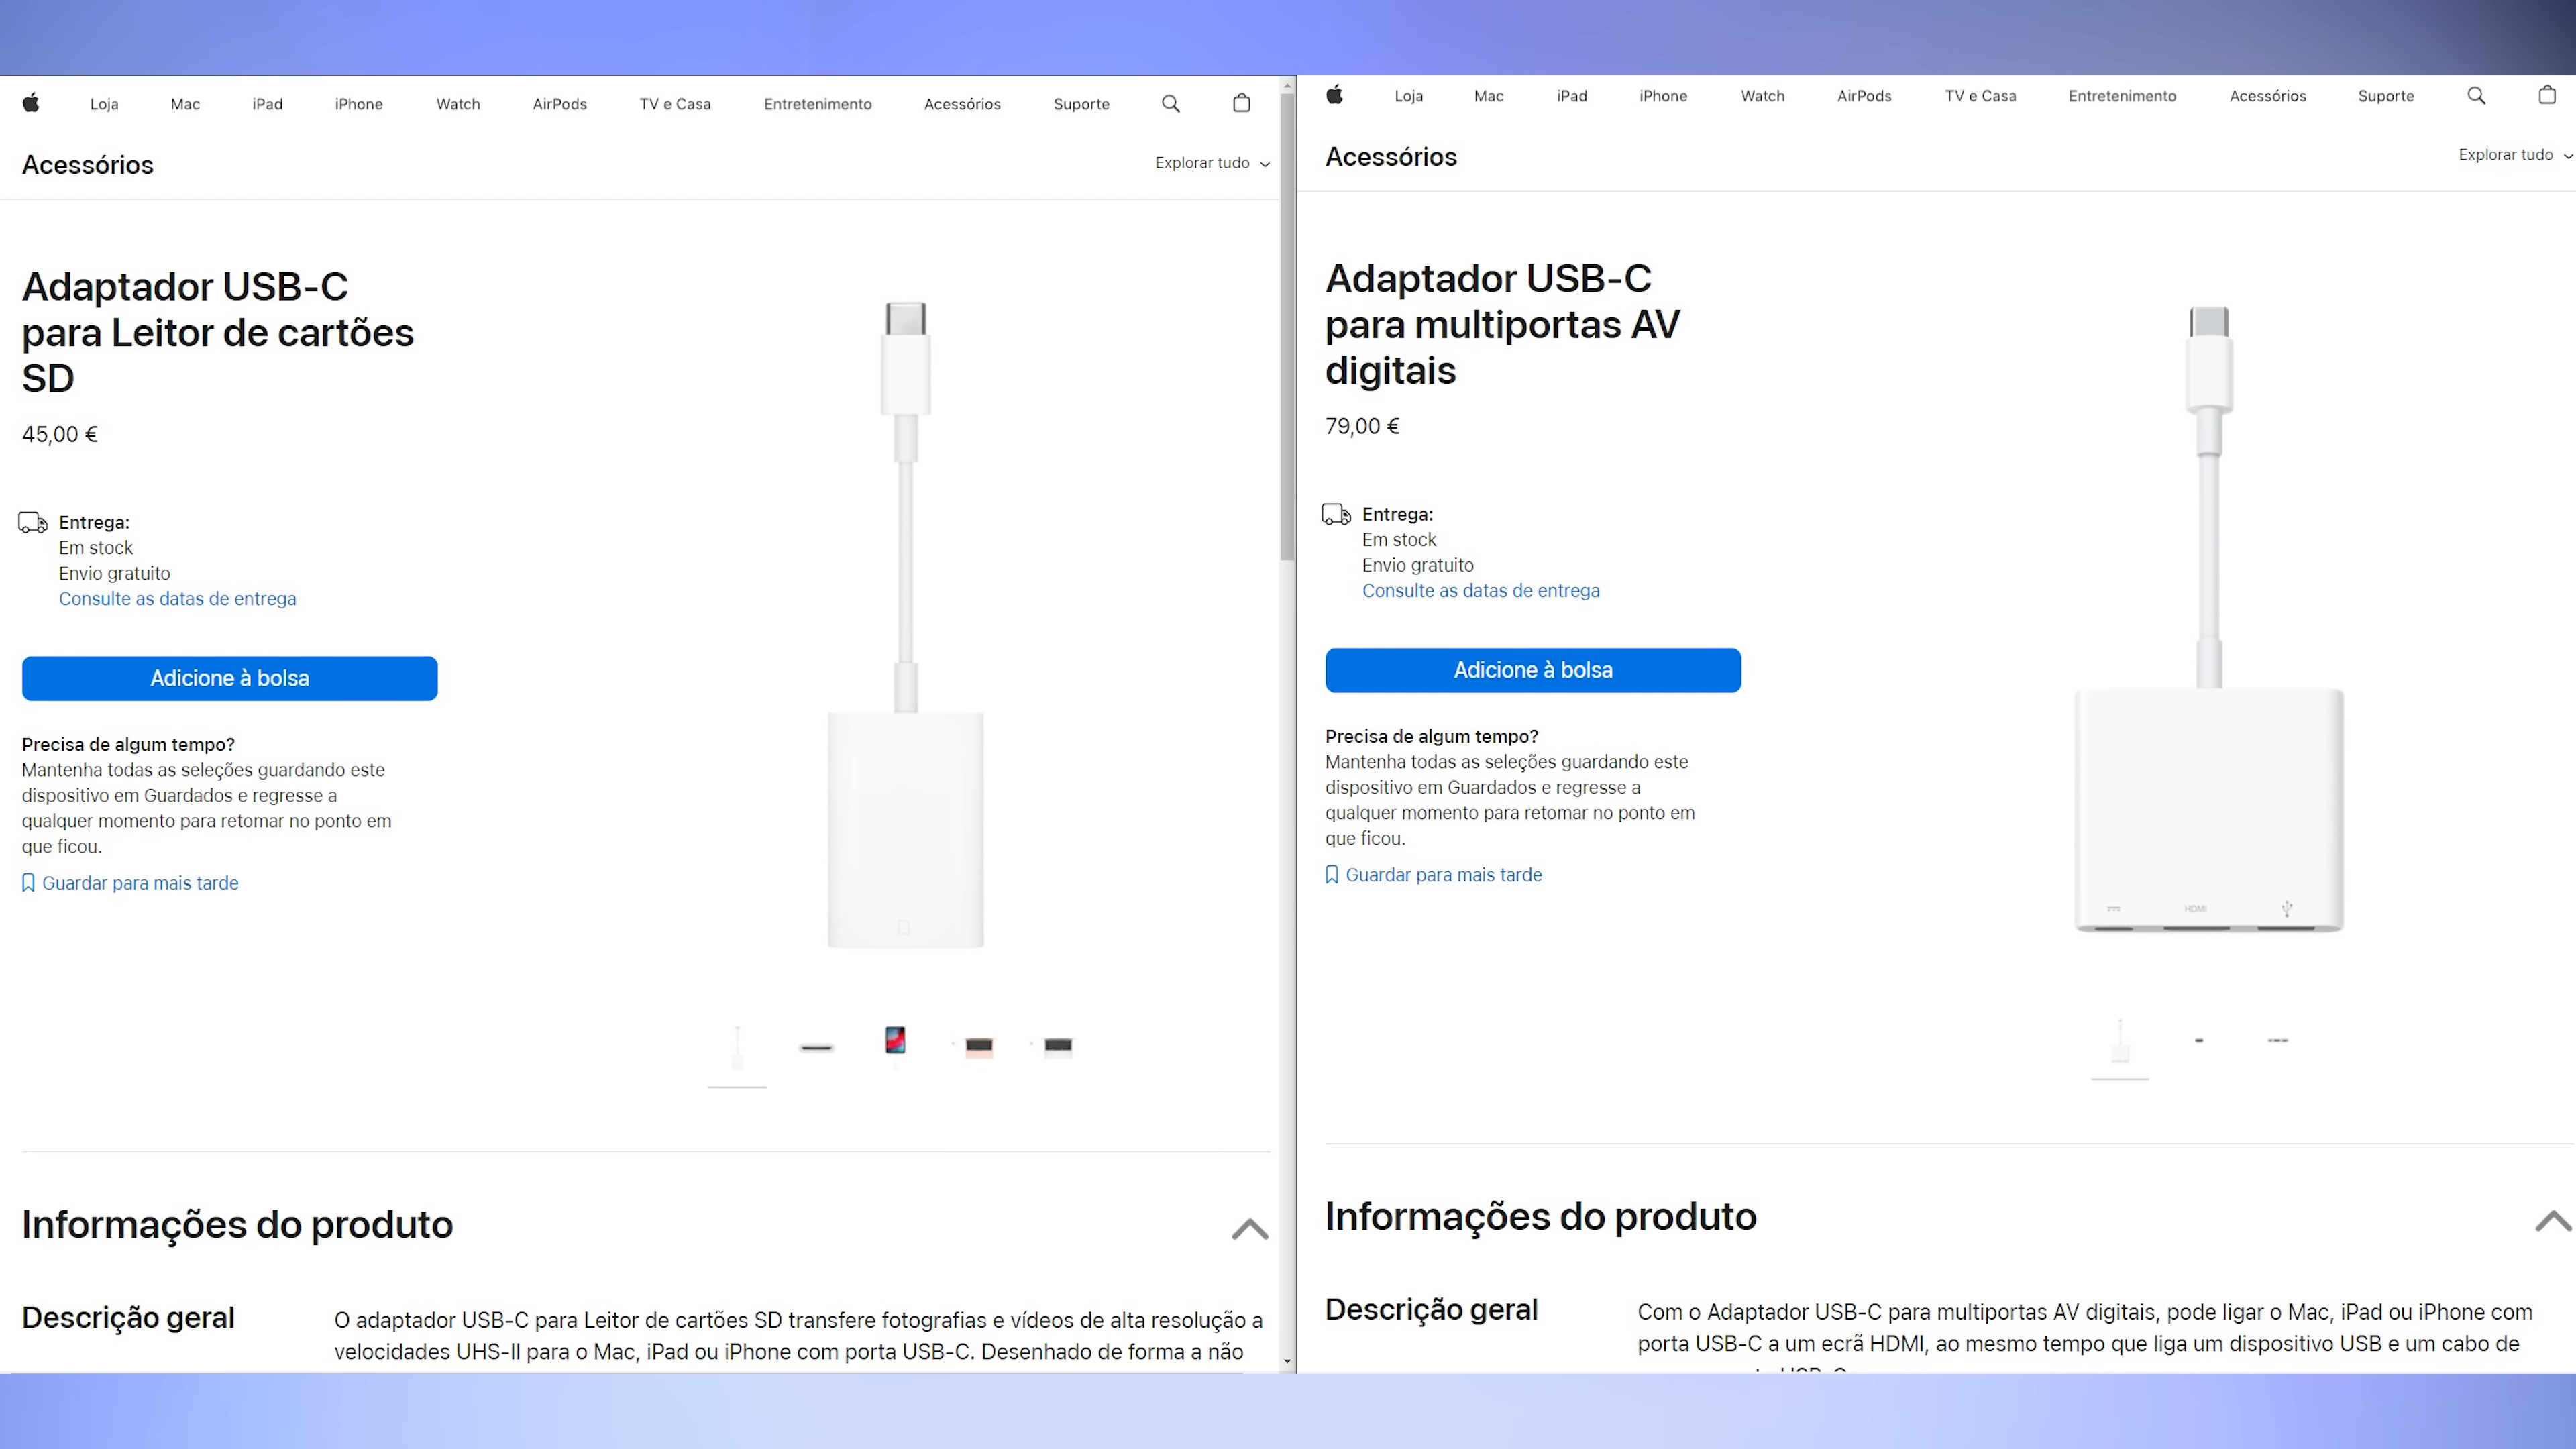 Loja Mac iPad iPhone Watch AirPods TV e Casa Entretenimento Acessórios Suporte
Acessórios
Explorar tudo
Adaptador USB-C
para Leitor de cartões
SD
45,00 €
Entrega:
Em stock
Envio gratuito
Consulte as datas de entrega
Adicione à bolsa
Precisa de algum tempo?
Mantenha todas as seleções guardando este
dispositivo em Guardados e regresse a
qualquer momento para retomar no ponto em
que ficou.
Guardar para mais tarde
Informações do produto
Descrição geral
O adaptador USB-C para Leitor de cartões SD transfere fotografias e vídeos de alta resolução a
velocidades UHS-II para o Mac, iPad ou iPhone com porta USB-C. Desenhado de forma a não
Loja Mac iPad iPhone Watch AirPods TV e Casa Entretenimento Acessórios Suporte
Acessórios
Explorar tudo
Adaptador USB-C
para multiportas AV
digitais
79,00 €
Entrega:
Em stock
Envio gratuito
Consulte as datas de entrega
Adicione à bolsa
Precisa de algum tempo?
Mantenha todas as seleções guardando este
dispositivo em Guardados e regresse a
qualquer momento para retomar no ponto em
que ficou.
Guardar para mais tarde
HDMI
Informações do produto
Descrição geral
Com o Adaptador USB-C para multiportas AV digitais, pode ligar o Mac, iPad ou iPhone com
porta USB-C a um ecrã HDMI, ao mesmo tempo que liga um dispositivo USB e um cabo de